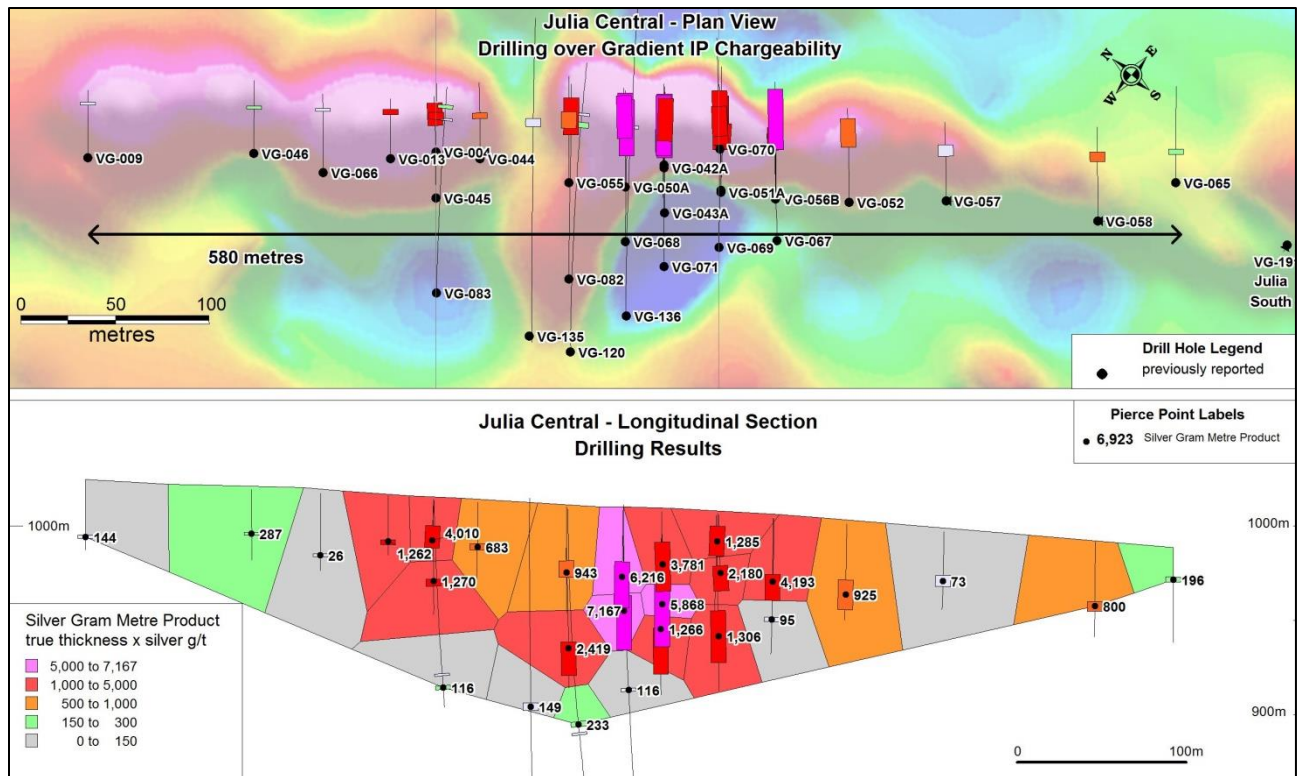 Julia Central - Plan View
Drilling over Gradient IP Chargeability
N
E
W
S
VG-009
VG-046
VG-066
VG-013
VG-004
VG-044
VG-045
VG-083
VG-055
VG-050A
VG-042A
VG-070
VG-051A
VG-056B
VG-043A
VG-068
VG-069
VG-067
VG-071
VG-082
VG-136
VG-135
VG-120
VG-052
VG-057
VG-058
VG-065
VG-191
Julia
South
580 metres
0 50 100
metres
Drill Hole Legend
previously reported
Julia Central - Longitudinal Section
Drilling Results
Pierce Point Labels
6,923 Silver Gram Metre Product
1000m
1000m
900m
144
287
26
1,262
4,010
1,270
683
943
6,216
7,167
3,781
5,868
1,266
1,285
2,180
1,306
4,193
95
925
73
800
196
2,419
116
149
233
116
Silver Gram Metre Product
true thickness x silver g/t
5,000 to 7,167
1,000 to 5,000
500 to 1,000
150 to 300
0 to 150
0 100m